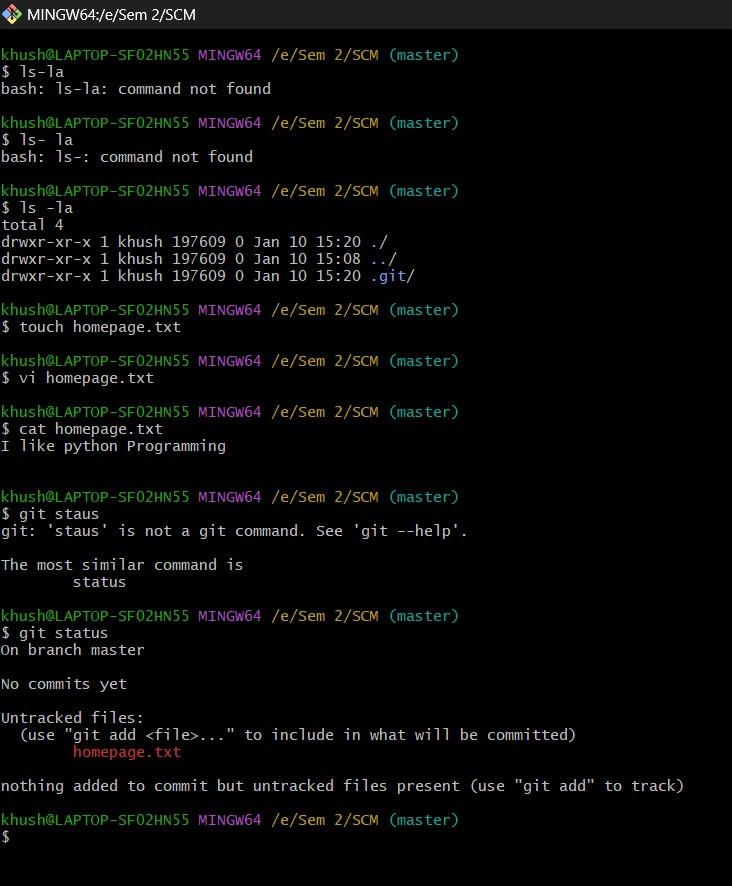 MINGW64:/e/Sem 2/SCM
khush@LAPTOP-SFO2HN55 MINGW64 /e/Sem 2/SCM (master)
$ ls-la
bash: ls-la: command not found
khush@LAPTOP-SFO2HN55 MINGW64 /e/Sem 2/SCM (master)
$ ls- la
bash: ls-: command not found
khush@LAPTOP-SFO2HN55 MINGW64 /e/Sem 2/SCM (master)
$ ls -la
total 4
drwxr-xr-x 1 khush 197609 0 Jan 10 15:20 ./
drwxr-xr-x 1 khush 197609 0 Jan 10 15:08 ../
drwxr-xr-x 1 khush 197609 0 Jan 10 15:20 .git/
khush@LAPTOP-SFO2HN55 MINGW64 /e/Sem 2/SCM (master)
$ touch homepage.txt
khush@LAPTOP-SFO2HN55 MINGW64 /e/Sem 2/SCM (master)
$ vi homepage.txt
khush@LAPTOP-SFO2HN55 MINGW64 /e/Sem 2/SCM (master)
$ cat homepage.txt
I like python Programming
khush@LAPTOP-SFO2HN55 MINGW64 /e/Sem 2/SCM (master)
$ git staus
git: 'staus' is not a git command. See 'git --help'.
The most similar command is
status
khush@LAPTOP-SFO2HN55 MINGW64 /e/Sem 2/SCM (master)
$ git status
On branch master
No commits yet
Untracked files:
(use "git add <file>..." to include in what will be committed)
homepage.txt
nothing added to commit but untracked files present (use "git add" to track)
khush@LAPTOP-SFO2HN55 MINGW64 /e/Sem 2/SCM (master)
$